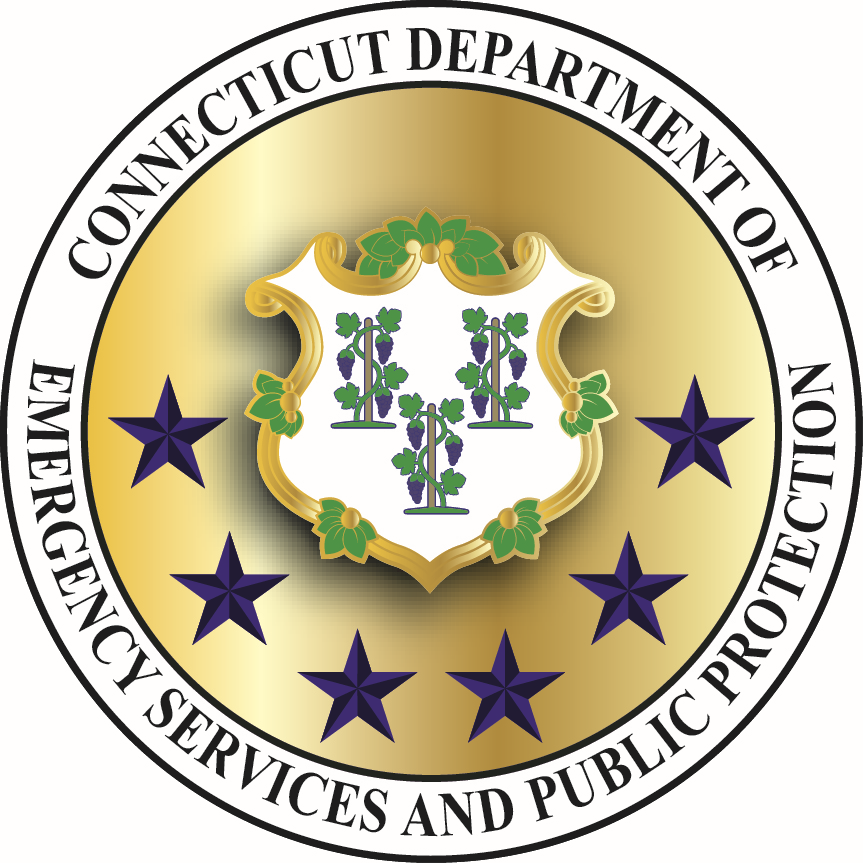 CONNECTICUT DEPARTMENT OF
EMERGENCY SERVICES AND PUBLIC PROTECTION